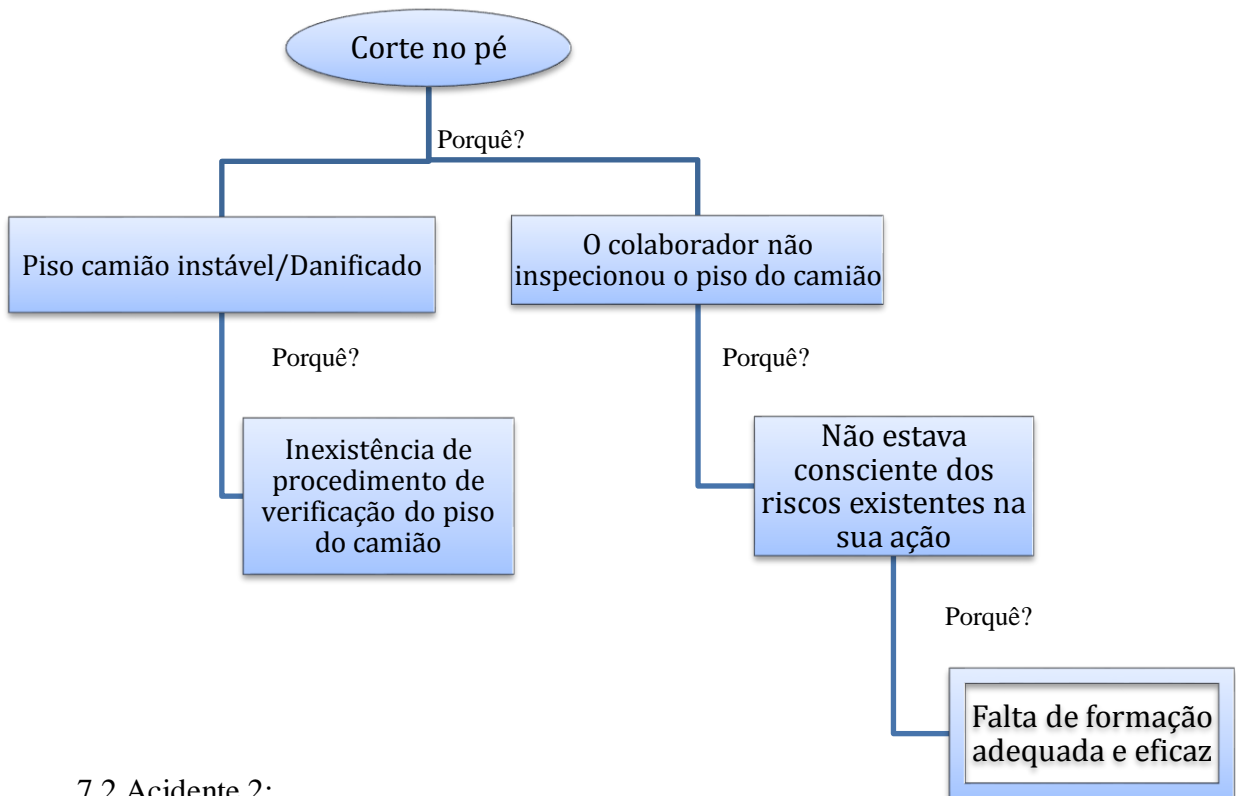 Corte no pé
Porquê?
Piso camião instável/Danificado
O colaborador não
inspecionou o piso do camião
Porquê?
Porquê?
Inexistência de
procedimento de
verificação do piso
do camião
Não estava
consciente dos
riscos existentes na
sua ação
Porquê?
Falta de formação
adequada e eficaz
7.2 Acidente 2: